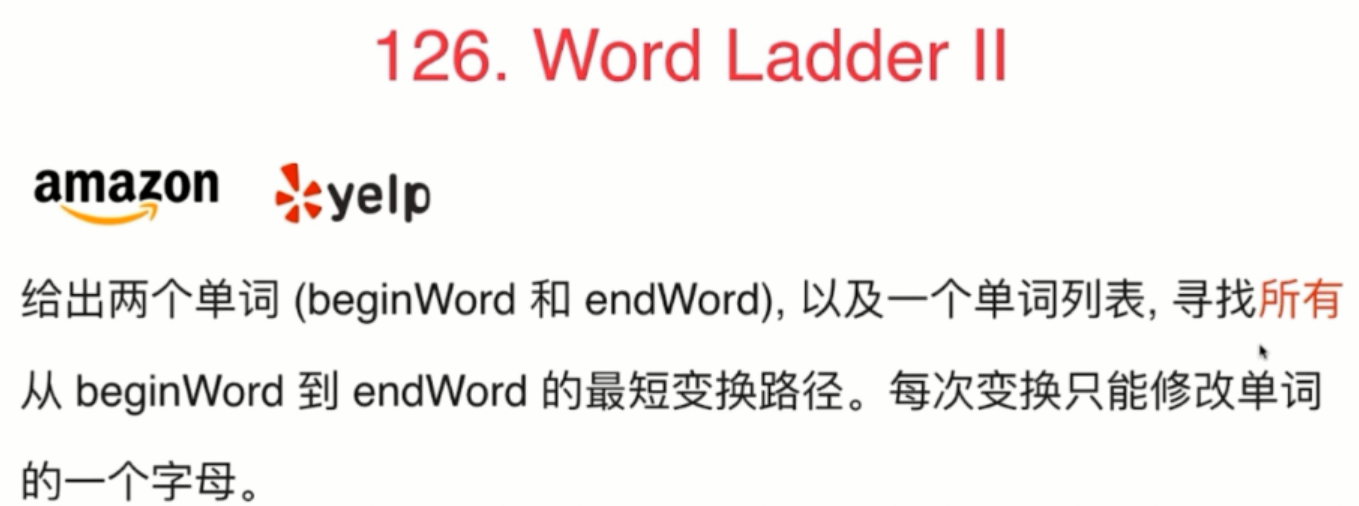 126. Word Ladder II
amazon yelp
给出两个单词 (beginWord 和 endWord), 以及一个单词列表, 寻找所有
从 beginWord 到 endWord 的最短变换路径。每次变换只能修改单词
的一个字母。